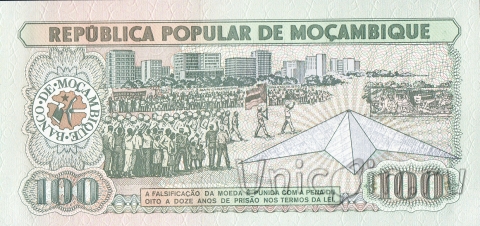 REPÚBLICA POPULAR DE MOÇAMBIQUE
BANCO·DE·MOÇAMBIQUE
A FALSIFICAÇÃO DA MOEDA É PUNIDA COM A PENA DE
OITO A DOZE ANOS DE PRISÃO NOS TERMOS DA LEI
100
100